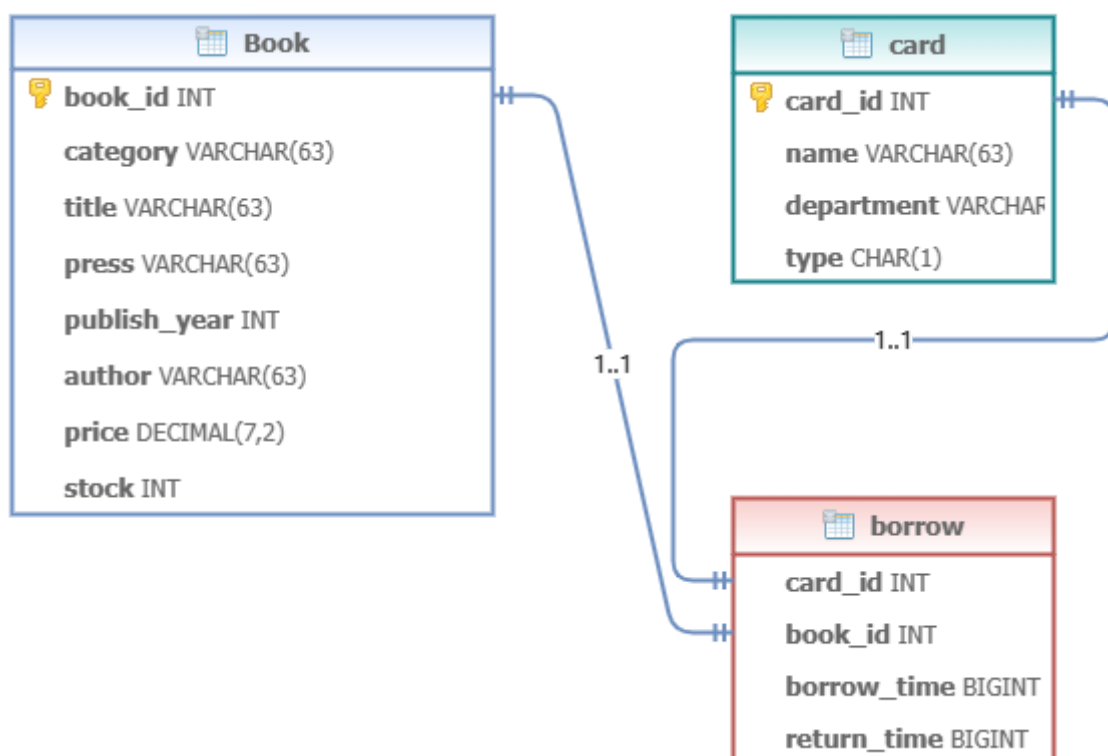 Book
book_id INT
category VARCHAR(63)
title VARCHAR(63)
press VARCHAR(63)
publish_year INT
author VARCHAR(63)
price DECIMAL(7,2)
stock INT
card
card_id INT
name VARCHAR(63)
department VARCHAR
type CHAR(1)
1..1
1..1
borrow
card_id INT
book_id INT
borrow_time BIGINT
return_time BIGINT